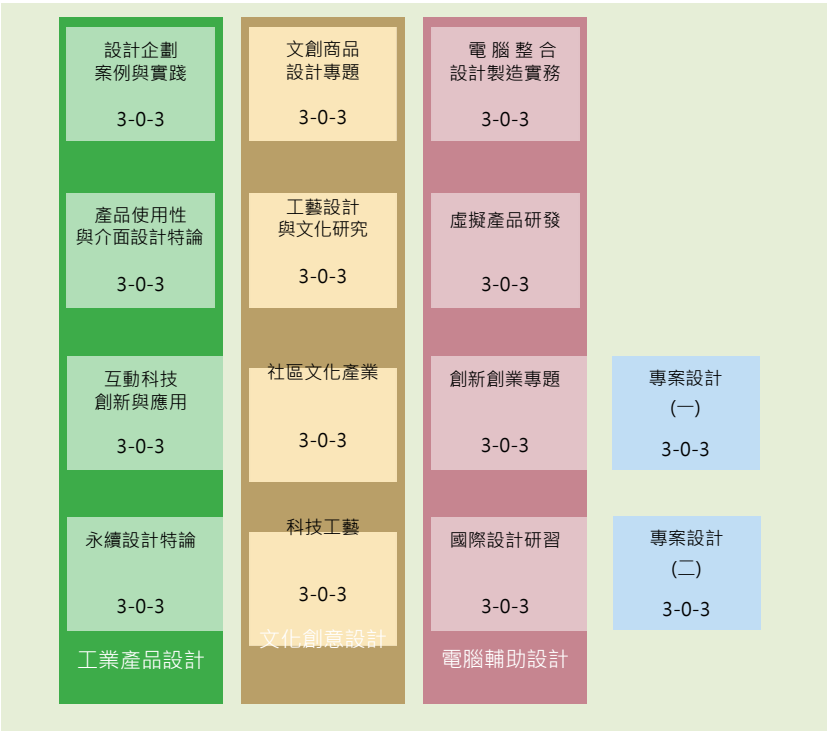 設計企劃
案例與實踐
3-0-3
文創商品
設計專題
3-0-3
電腦整合
設計製造實務
3-0-3
產品使用性
與介面設計特論
3-0-3
工藝設計
與文化研究
3-0-3
虛擬產品研發
3-0-3
互動科技
創新與應用
3-0-3
社區文化產業
3-0-3
創新創業專題
3-0-3
專案設計
(一)
3-0-3
永續設計特論
3-0-3
科技工藝
3-0-3
國際設計研習
3-0-3
專案設計
(二)
3-0-3
工業產品設計
文化創意設計
電腦輔助設計